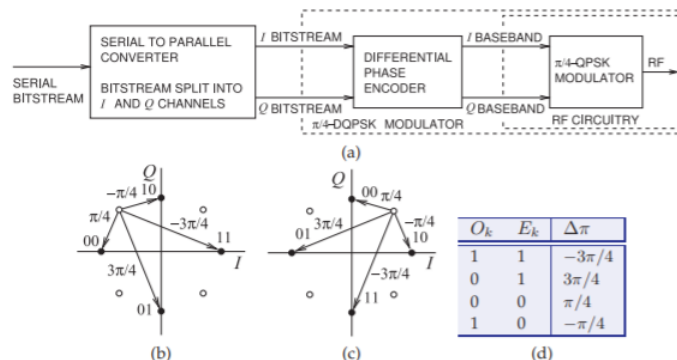 SERIAL TO PARALLEL
CONVERTER
BITSTREAM SPLIT INTO
I AND Q CHANNELS
SERIAL
BITSTREAM
I BITSTREAM
Q BITSTREAM
DIFFERENTIAL
PHASE
ENCODER
I BASEBAND
Q BASEBAND
π/4-QPSK
MODULATOR
RF
π/4-DQPSK MODULATOR
RF CIRCUITRY
(a)
Q
10
−π/4
π/4
−3π/4
00
11
I
3π/4
01
(b)
Q
00
π/4
3π/4
−π/4
01
10
I
−3π/4
11
(c)
O_k E_k Δπ
1 1 −3π/4
0 1 3π/4
0 0 π/4
1 0 −π/4
(d)